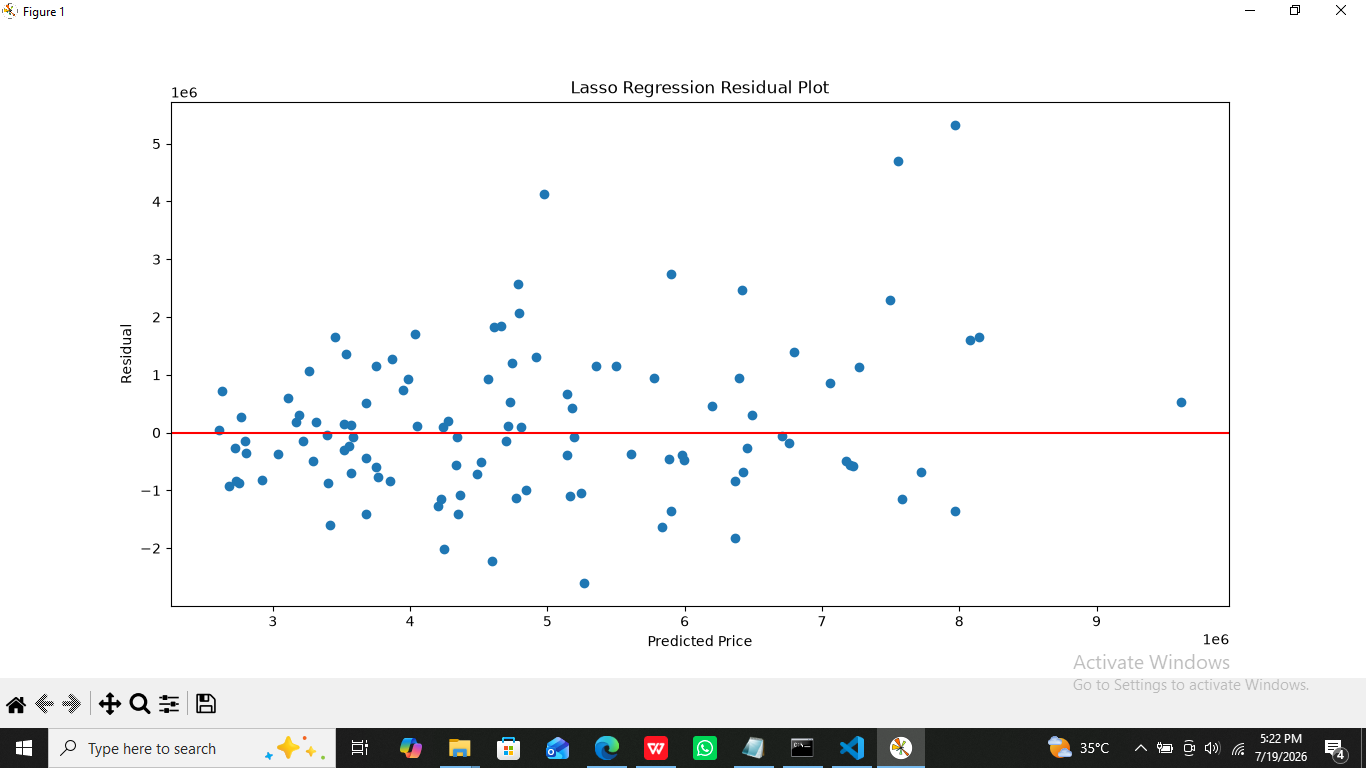 Figure 1
Lasso Regression Residual Plot
1e6
5
4
3
2
1
0
−1
−2
Residual
3 4 5 6 7 8 9
Predicted Price
1e6
Activate Windows
Go to Settings to activate Windows.
Type here to search
35°C
5:22 PM
7/19/2026
4